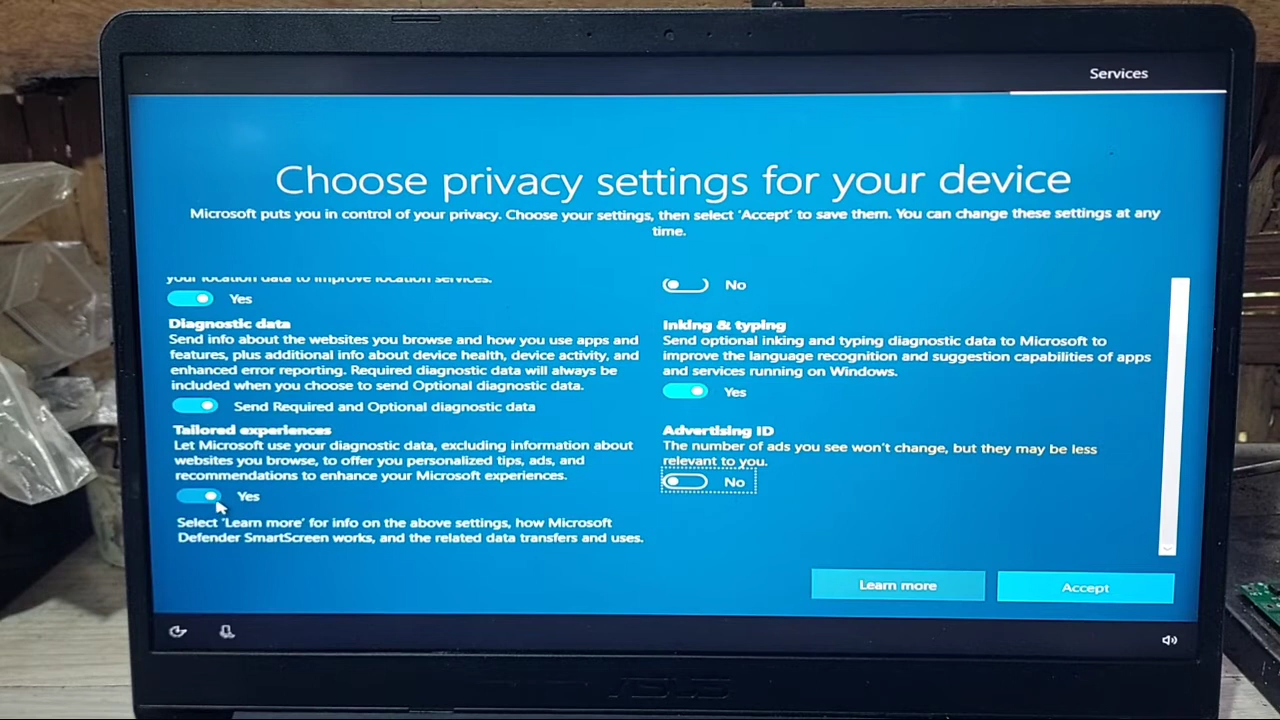 Services
Choose privacy settings for your device
Microsoft puts you in control of your privacy. Choose your settings, then select 'Accept' to save them. You can change these settings at any
time.
your location data to improve location services.
Yes
Diagnostic data
Send info about the websites you browse and how you use apps and
features, plus additional info about device health, device activity, and
enhanced error reporting. Required diagnostic data will always be
included when you choose to send Optional diagnostic data.
Send Required and Optional diagnostic data
Tailored experiences
Let Microsoft use your diagnostic data, excluding information about
websites you browse, to offer you personalized tips, ads, and
recommendations to enhance your Microsoft experiences.
Yes
Select 'Learn more' for info on the above settings, how Microsoft
Defender SmartScreen works, and the related data transfers and uses.
No
Inking & typing
Send optional inking and typing diagnostic data to Microsoft to
improve the language recognition and suggestion capabilities of apps
and services running on Windows.
Yes
Advertising ID
The number of ads you see won't change, but they may be less
relevant to you.
No
Learn more
Accept
ASUS